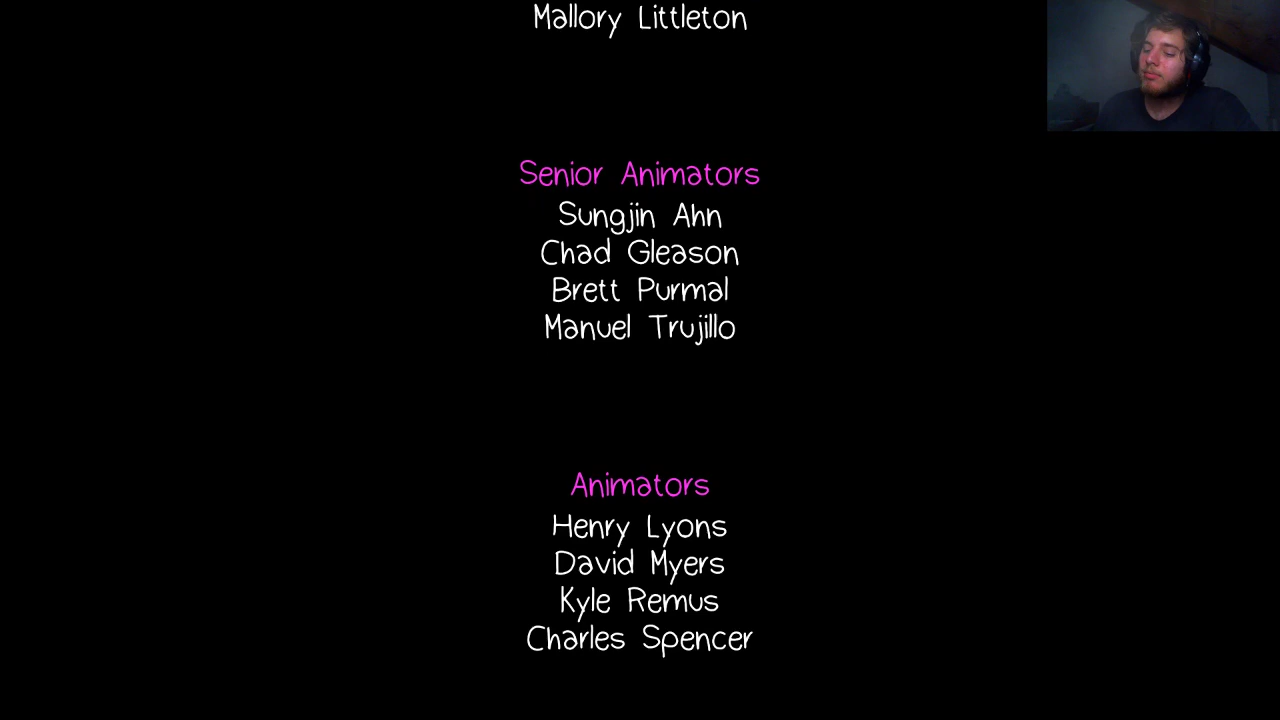 Mallory Littleton
Senior Animators
Sungjin Ahn
Chad Gleason
Brett Purmal
Manuel Trujillo
Animators
Henry Lyons
David Myers
Kyle Remus
Charles Spencer